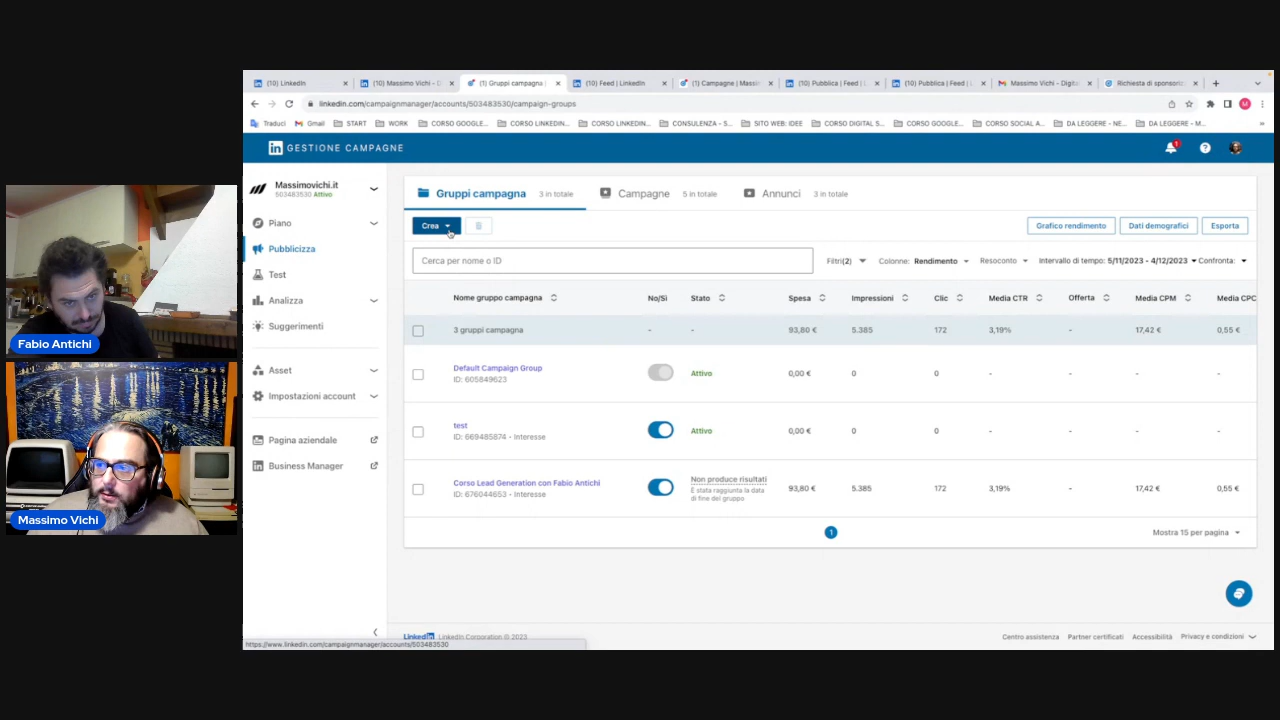 (10) LinkedIn
(10) Massimo Vichi - D
(1) Gruppi campagna |
(10) Feed | LinkedIn
(1) Campagne | Massi
(10) Pubblica | Feed |
(10) Pubblica | Feed |
Massimo Vichi - Digita
Richiesta di sponsoriz
linkedin.com/campaignmanager/accounts/503483530/campaign-groups
Traduci
Gmail
START
WORK
CORSO GOOGLE...
CORSO LINKEDIN...
CORSO LINKEDIN...
CONSULENZA - S...
SITO WEB: IDEE
CORSO DIGITAL S...
CORSO GOOGLE...
CORSO SOCIAL A...
DA LEGGERE - NE...
DA LEGGERE - M...
M
in GESTIONE CAMPAGNE
1
Massimovichi.it
503483530 Attivo
Piano
Pubblicizza
Test
Analizza
Suggerimenti
Asset
Impostazioni account
Pagina aziendale
Business Manager
Gruppi campagna 3 in totale
Campagne 5 in totale
Annunci 3 in totale
Crea
Grafico rendimento
Dati demografici
Esporta
Cerca per nome o ID
Filtri(2)
Colonne: Rendimento
Resoconto
Intervallo di tempo: 5/11/2023 - 4/12/2023
Confronta:
Nome gruppo campagna No/Sì Stato Spesa Impressioni Clic Media CTR Offerta Media CPM Media CPC
3 gruppi campagna - - 93,80 € 5.385 172 3,19% - 17,42 € 0,55 €
Default Campaign Group
ID: 605849623
Attivo 0,00 € 0 0 - - - -
test
ID: 669485874 - Interesse
Attivo 0,00 € 0 0 - - - -
Corso Lead Generation con Fabio Antichi
ID: 676044653 - Interesse
Non produce risultati
È stata raggiunta la data
di fine del gruppo
93,80 € 5.385 172 3,19% - 17,42 € 0,55 €
1
Mostra 15 per pagina
LinkedIn LinkedIn Corporation © 2023
Centro assistenza
Partner certificati
Accessibilità
Privacy e condizioni
https://www.linkedin.com/campaignmanager/accounts/503483530
Fabio Antichi
Massimo Vichi